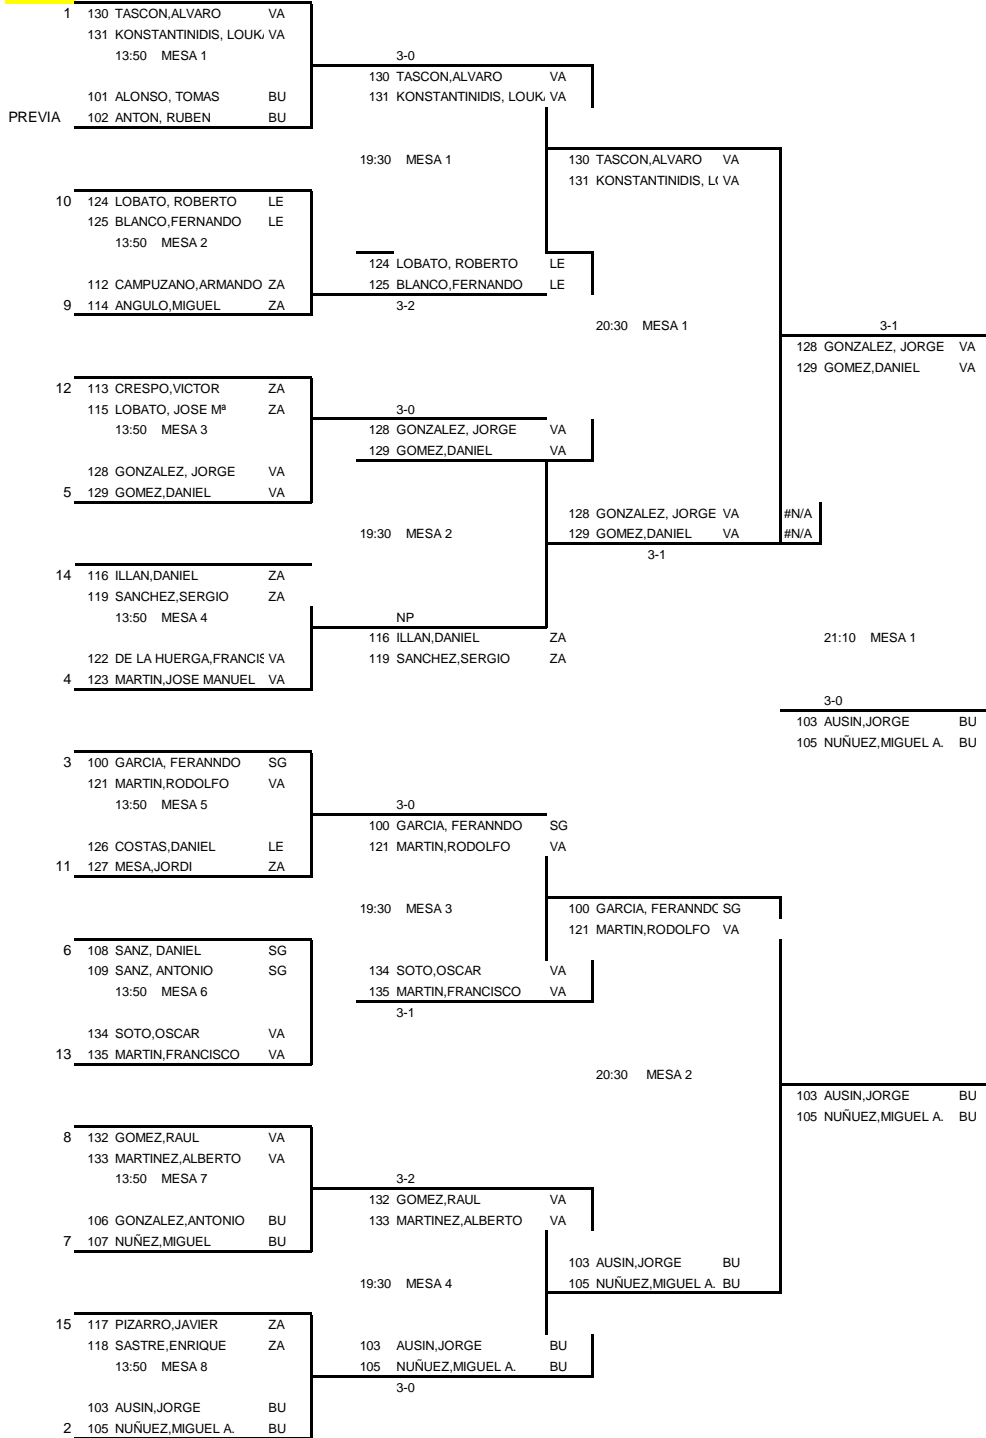 1 130 TASCON,ALVARO VA
131 KONSTANTINIDIS, LOUK VA
13:50 MESA 1
101 ALONSO, TOMAS BU
PREVIA 102 ANTON, RUBEN BU
10 124 LOBATO, ROBERTO LE
125 BLANCO,FERNANDO LE
13:50 MESA 2
112 CAMPUZANO,ARMANDO ZA
9 114 ANGULO,MIGUEL ZA
12 113 CRESPO,VICTOR ZA
115 LOBATO, JOSE Mª ZA
13:50 MESA 3
128 GONZALEZ, JORGE VA
5 129 GOMEZ,DANIEL VA
14 116 ILLAN,DANIEL ZA
119 SANCHEZ,SERGIO ZA
13:50 MESA 4
122 DE LA HUERGA,FRANCIS VA
4 123 MARTIN,JOSE MANUEL VA
3 100 GARCIA, FERANNDO SG
121 MARTIN,RODOLFO VA
13:50 MESA 5
126 COSTAS,DANIEL LE
11 127 MESA,JORDI ZA
6 108 SANZ, DANIEL SG
109 SANZ, ANTONIO SG
13:50 MESA 6
134 SOTO,OSCAR VA
13 135 MARTIN,FRANCISCO VA
8 132 GOMEZ,RAUL VA
133 MARTINEZ,ALBERTO VA
13:50 MESA 7
106 GONZALEZ,ANTONIO BU
7 107 NUÑEZ,MIGUEL BU
15 117 PIZARRO,JAVIER ZA
118 SASTRE,ENRIQUE ZA
13:50 MESA 8
103 AUSIN,JORGE BU
2 105 NUÑUEZ,MIGUEL A. BU
3-0
130 TASCON,ALVARO VA
131 KONSTANTINIDIS, LOUK VA
19:30 MESA 1
124 LOBATO, ROBERTO LE
125 BLANCO,FERNANDO LE
3-2
3-0
128 GONZALEZ, JORGE VA
129 GOMEZ,DANIEL VA
19:30 MESA 2
NP
116 ILLAN,DANIEL ZA
119 SANCHEZ,SERGIO ZA
3-0
100 GARCIA, FERANNDO SG
121 MARTIN,RODOLFO VA
19:30 MESA 3
134 SOTO,OSCAR VA
135 MARTIN,FRANCISCO VA
3-1
3-2
132 GOMEZ,RAUL VA
133 MARTINEZ,ALBERTO VA
19:30 MESA 4
103 AUSIN,JORGE BU
105 NUÑUEZ,MIGUEL A. BU
3-0
130 TASCON,ALVARO VA
131 KONSTANTINIDIS, L( VA
20:30 MESA 1
128 GONZALEZ, JORGE VA #N/A
129 GOMEZ,DANIEL VA #N/A
3-1
100 GARCIA, FERANNDC SG
121 MARTIN,RODOLFO VA
20:30 MESA 2
103 AUSIN,JORGE BU
105 NUÑUEZ,MIGUEL A. BU
3-1
128 GONZALEZ, JORGE VA
129 GOMEZ,DANIEL VA
21:10 MESA 1
3-0
103 AUSIN,JORGE BU
105 NUÑUEZ,MIGUEL A. BU
103 AUSIN,JORGE BU
105 NUÑUEZ,MIGUEL A. BU